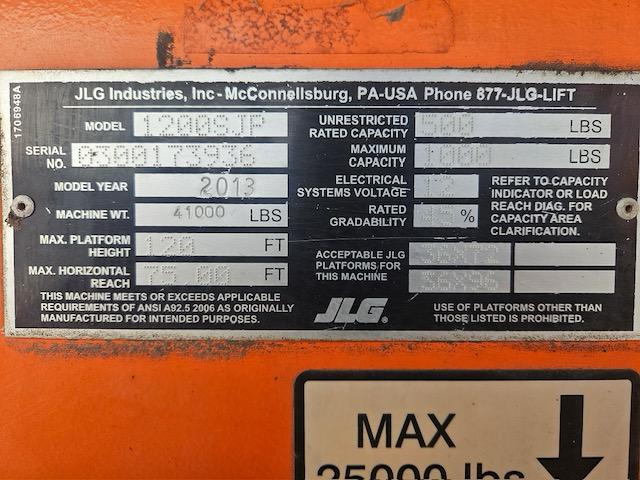 1706948A
JLG Industries, Inc - McConnellsburg, PA-USA Phone 877-JLG-LIFT
MODEL 1200SJP
SERIAL NO. 0300173936
MODEL YEAR 2013
MACHINE WT. 41000 LBS
MAX. PLATFORM HEIGHT 120 FT
MAX. HORIZONTAL REACH 75.00 FT
THIS MACHINE MEETS OR EXCEEDS APPLICABLE
REQUIREMENTS OF ANSI A92.5 2006 AS ORIGINALLY
MANUFACTURED FOR INTENDED PURPOSES.
UNRESTRICTED RATED CAPACITY 500 LBS
MAXIMUM CAPACITY 1000 LBS
ELECTRICAL SYSTEMS VOLTAGE 12
RATED GRADABILITY 45 %
REFER TO CAPACITY
INDICATOR OR LOAD
REACH DIAG. FOR
CAPACITY AREA
CLARIFICATION.
ACCEPTABLE JLG
PLATFORMS FOR
THIS MACHINE
36X72
36X96
JLG®
USE OF PLATFORMS OTHER THAN
THOSE LISTED IS PROHIBITED.
MAX
25000 lbs